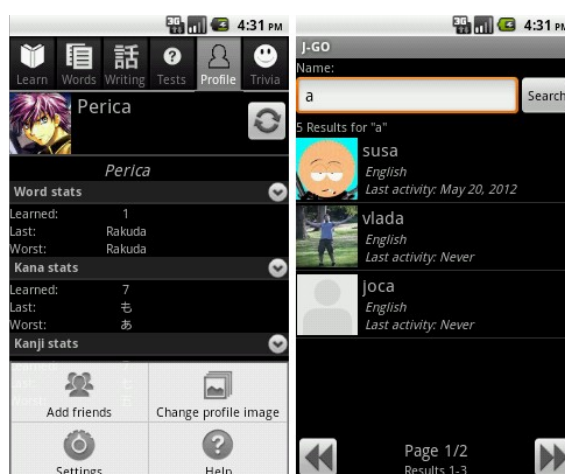 3G 4:31 PM
Learn Words 話 Writing Tests Profile Trivia
Perica
Perica
Word stats
Learned: 1
Last: Rakuda
Worst: Rakuda
Kana stats
Learned: 7
Last: も
Worst: あ
Kanji stats
Add friends
Change profile image
Settings
Help
3G 4:31 PM
J-GO
Name:
a
Search
5 Results for "a"
susa
English
Last activity: May 20, 2012
vlada
English
Last activity: Never
joca
English
Last activity: Never
Page 1/2
Results 1-3